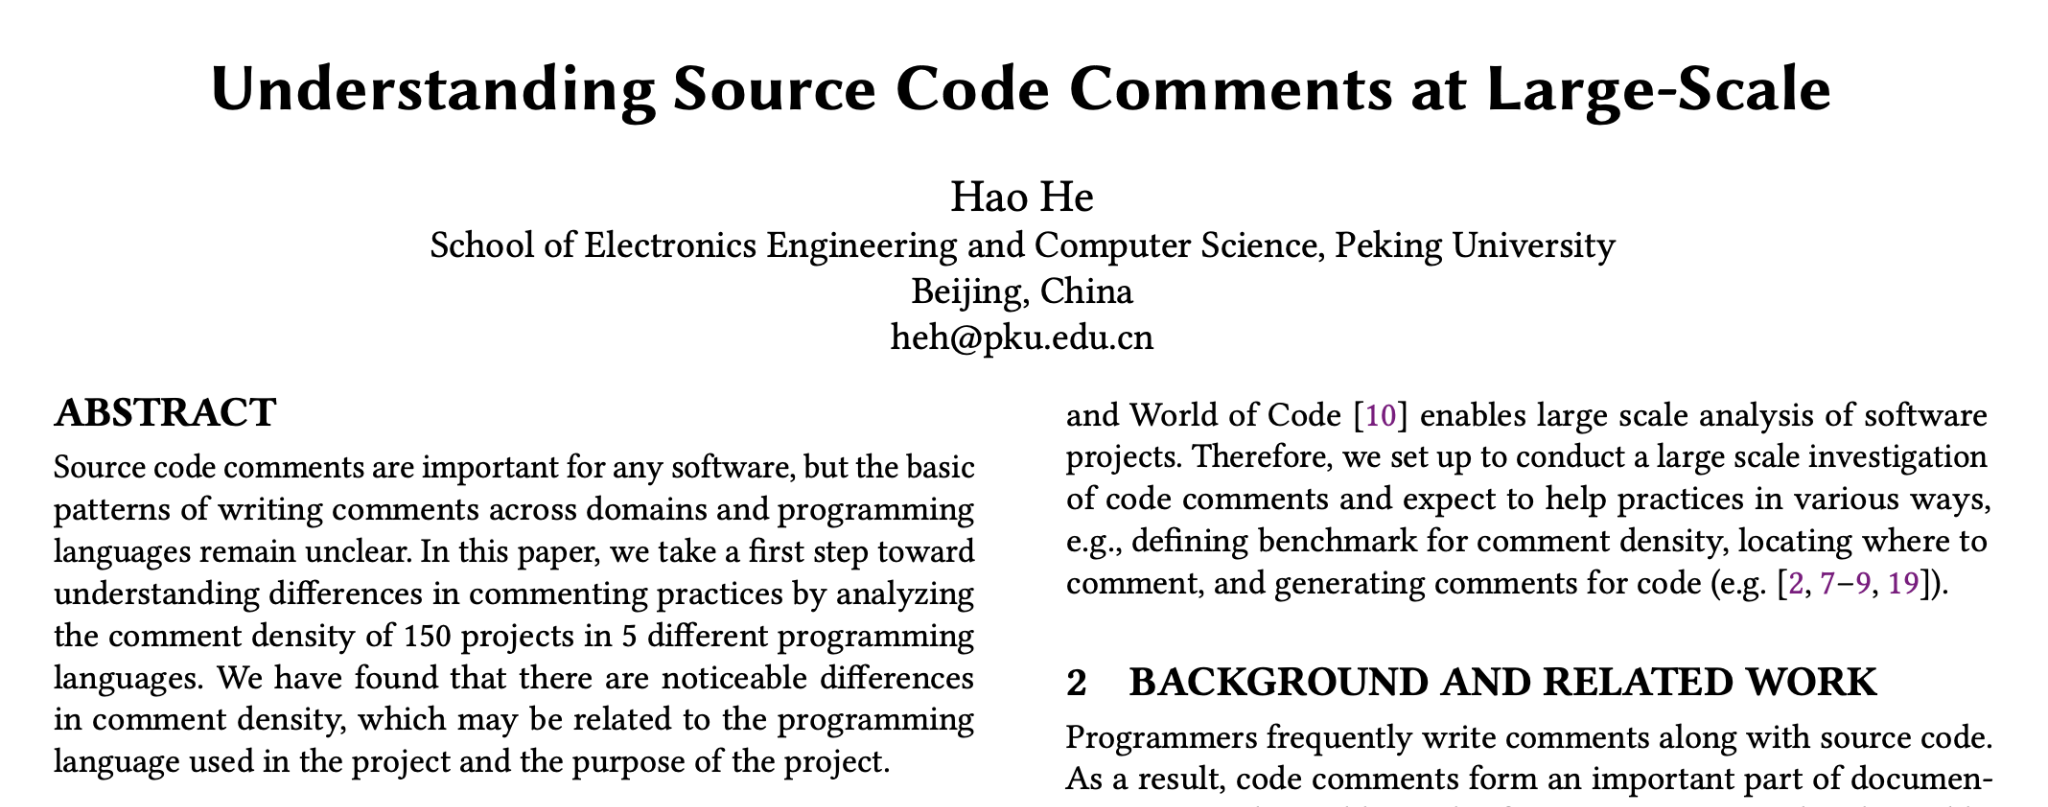 Understanding Source Code Comments at Large-Scale
Hao He
School of Electronics Engineering and Computer Science, Peking University
Beijing, China
heh@pku.edu.cn
ABSTRACT
Source code comments are important for any software, but the basic
patterns of writing comments across domains and programming
languages remain unclear. In this paper, we take a first step toward
understanding differences in commenting practices by analyzing
the comment density of 150 projects in 5 different programming
languages. We have found that there are noticeable differences
in comment density, which may be related to the programming
language used in the project and the purpose of the project.
and World of Code [10] enables large scale analysis of software
projects. Therefore, we set up to conduct a large scale investigation
of code comments and expect to help practices in various ways,
e.g., defining benchmark for comment density, locating where to
comment, and generating comments for code (e.g. [2, 7–9, 19]).
2 BACKGROUND AND RELATED WORK
Programmers frequently write comments along with source code.
As a result, code comments form an important part of documen-